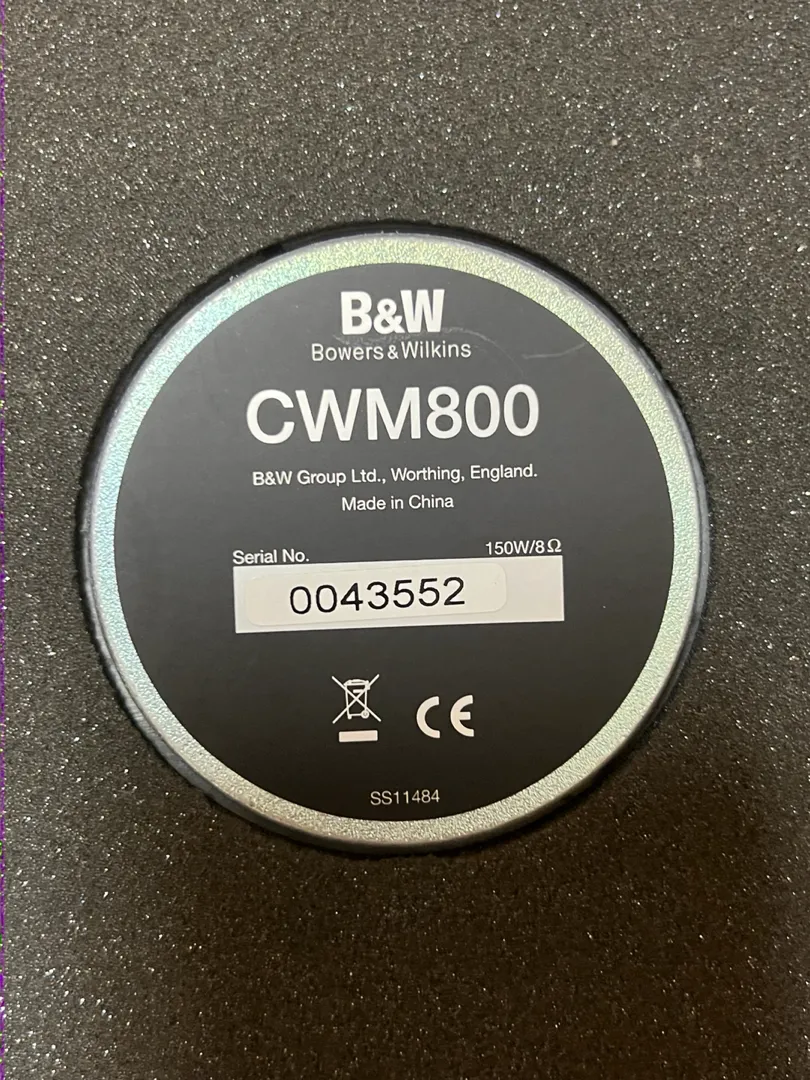 B&W
Bowers & Wilkins
CWM800
B&W Group Ltd., Worthing, England.
Made in China
Serial No. 150W/8Ω
0043552
CE
SS11484